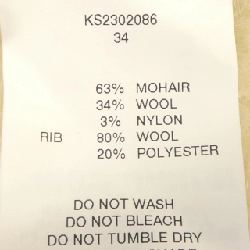 KS2302086
34
63% MOHAIR
34% WOOL
3% NYLON
RIB 80% WOOL
20% POLYESTER
DO NOT WASH
DO NOT BLEACH
DO NOT TUMBLE DRY